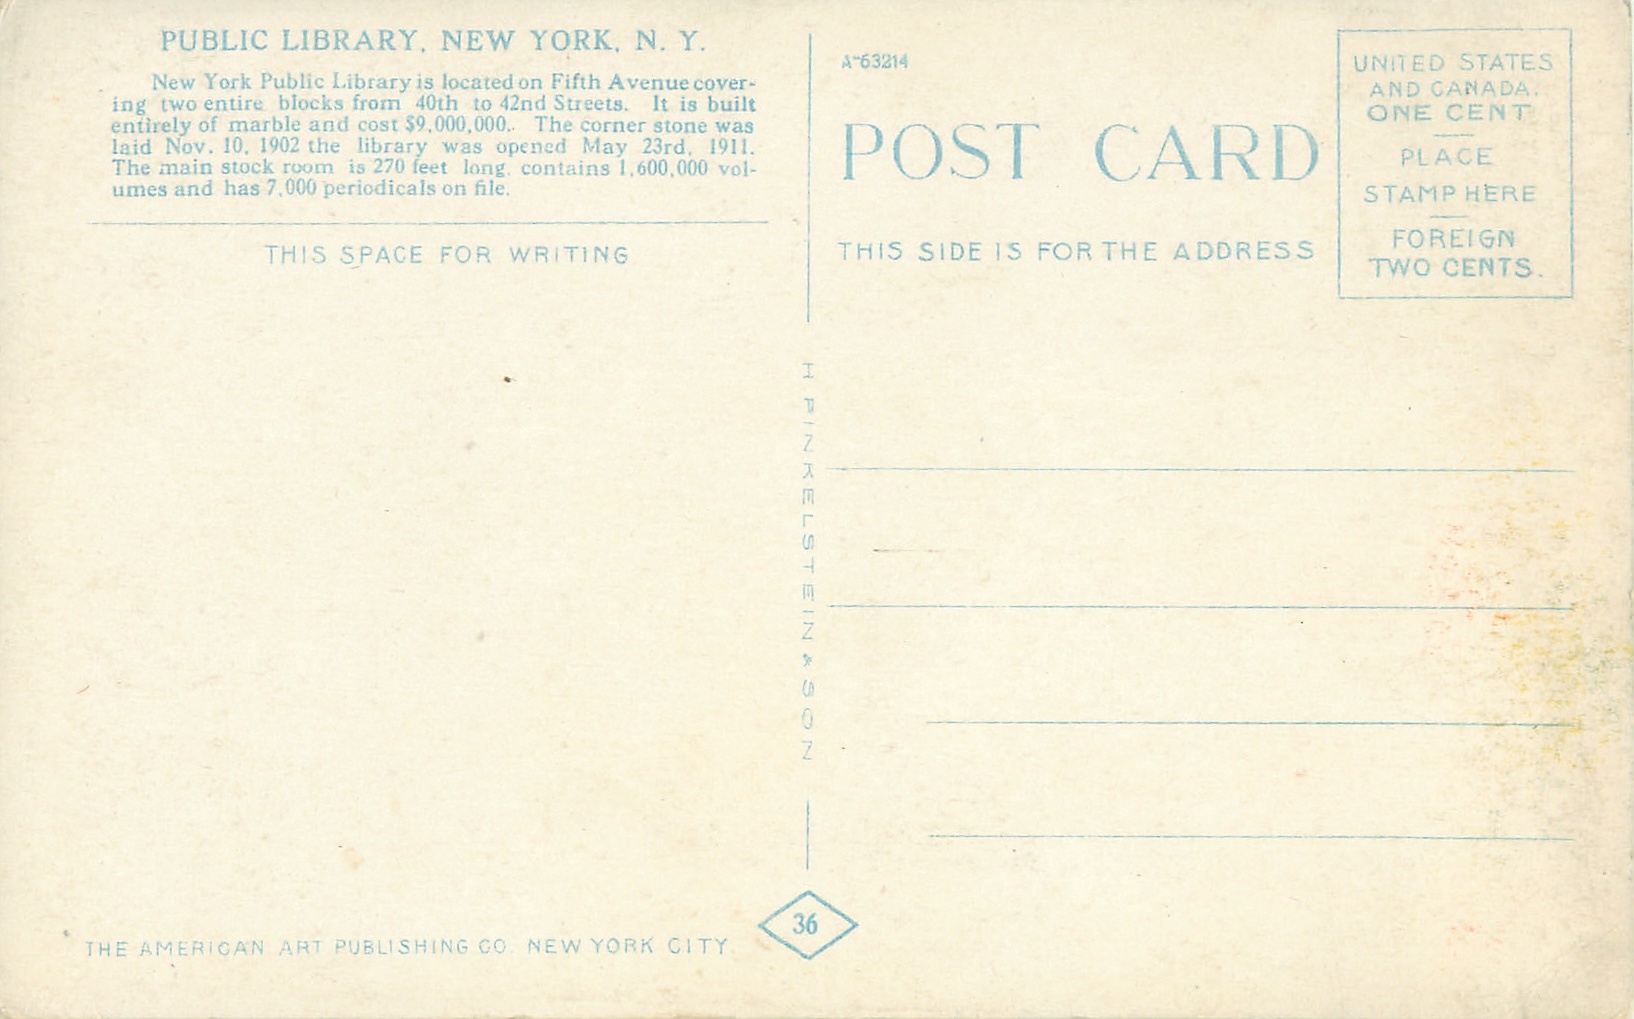 PUBLIC LIBRARY, NEW YORK, N. Y.
New York Public Library is located on Fifth Avenue cover-
ing two entire blocks from 40th to 42nd Streets. It is built
entirely of marble and cost $9,000,000.. The corner stone was
laid Nov. 10, 1902 the library was opened May 23rd, 1911.
The main stock room is 270 feet long, contains 1,600,000 vol-
umes and has 7,000 periodicals on file.
THIS SPACE FOR WRITING
THE AMERICAN ART PUBLISHING CO. NEW YORK CITY.
H FINKELSTEIN & SON
36
A-63214
POST CARD
THIS SIDE IS FOR THE ADDRESS
UNITED STATES
AND CANADA.
ONE CENT
PLACE
STAMP HERE
FOREIGN
TWO CENTS.